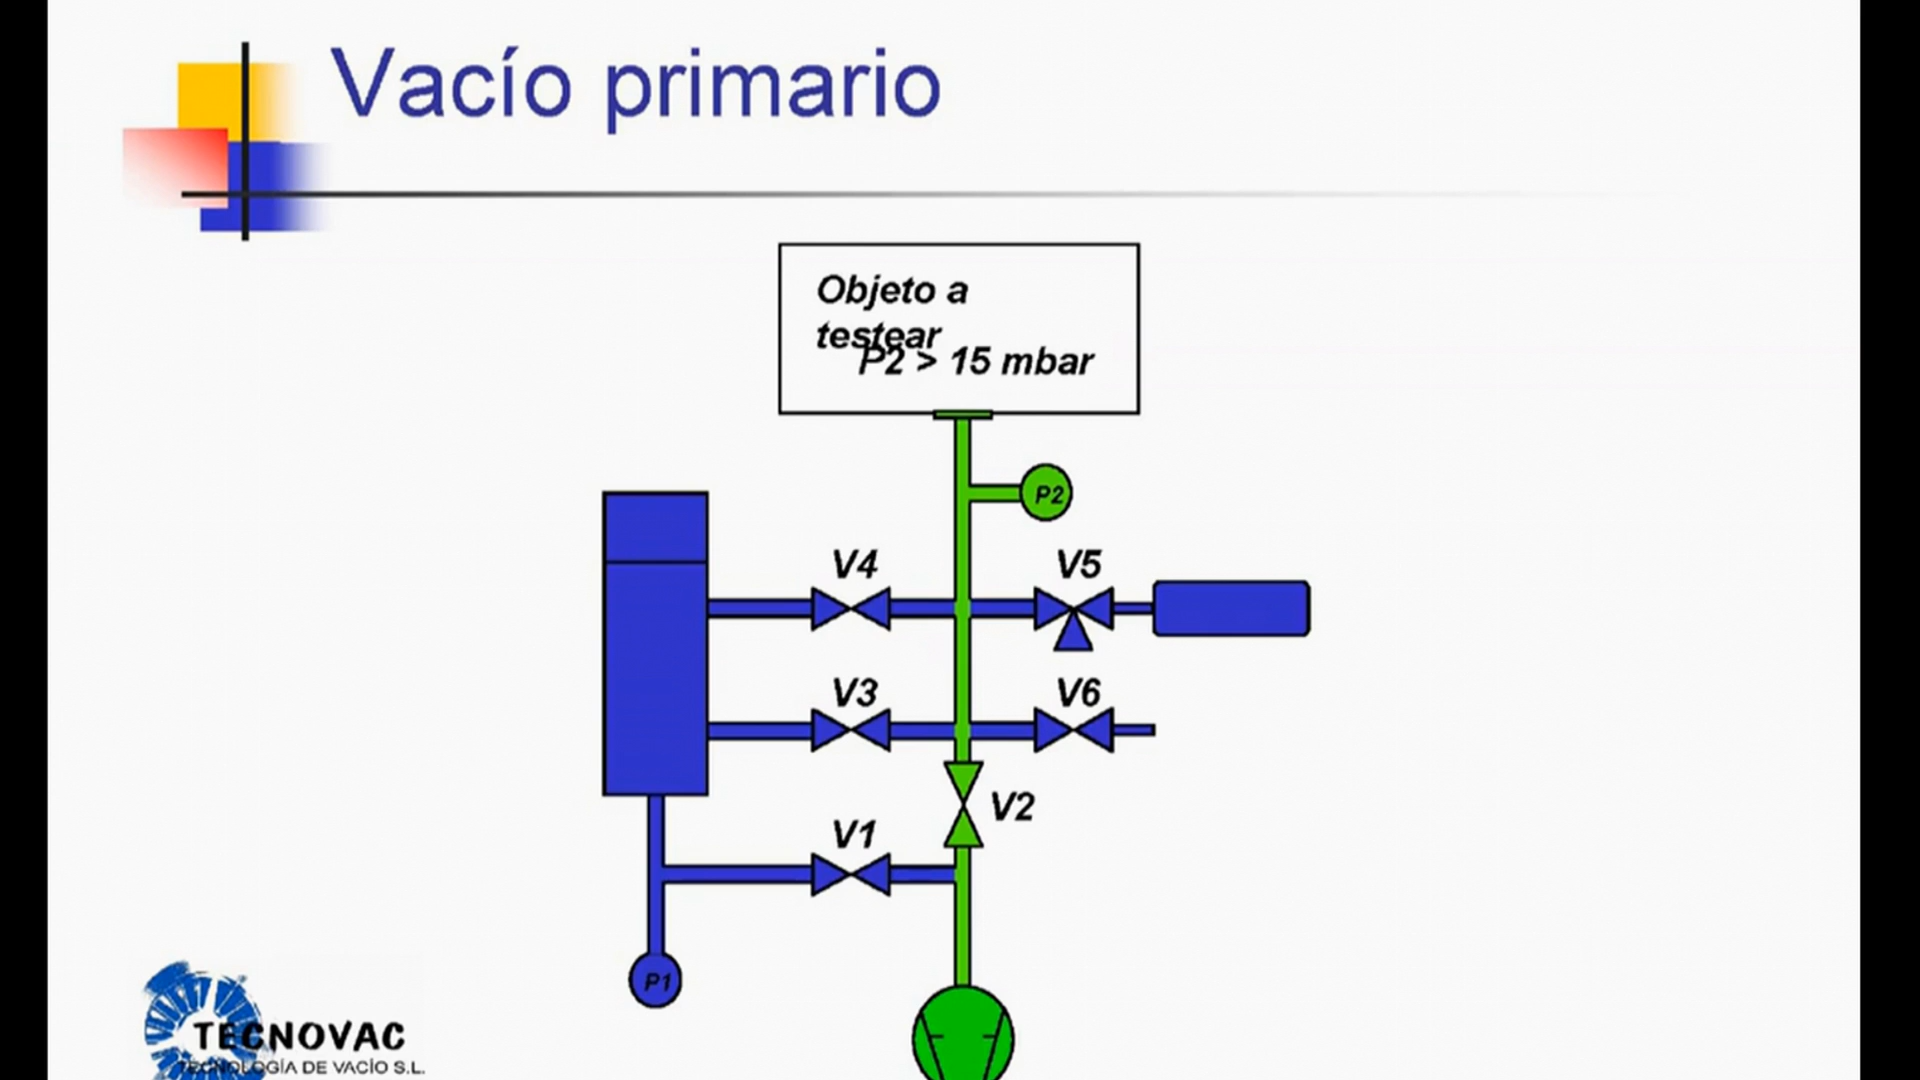 Vacío primario
Objeto a
testear
P2 > 15 mbar
P2
V4
V5
V3
V6
V2
V1
P1
TECNOVAC
TECNOLOGÍA DE VACÍO S.L.